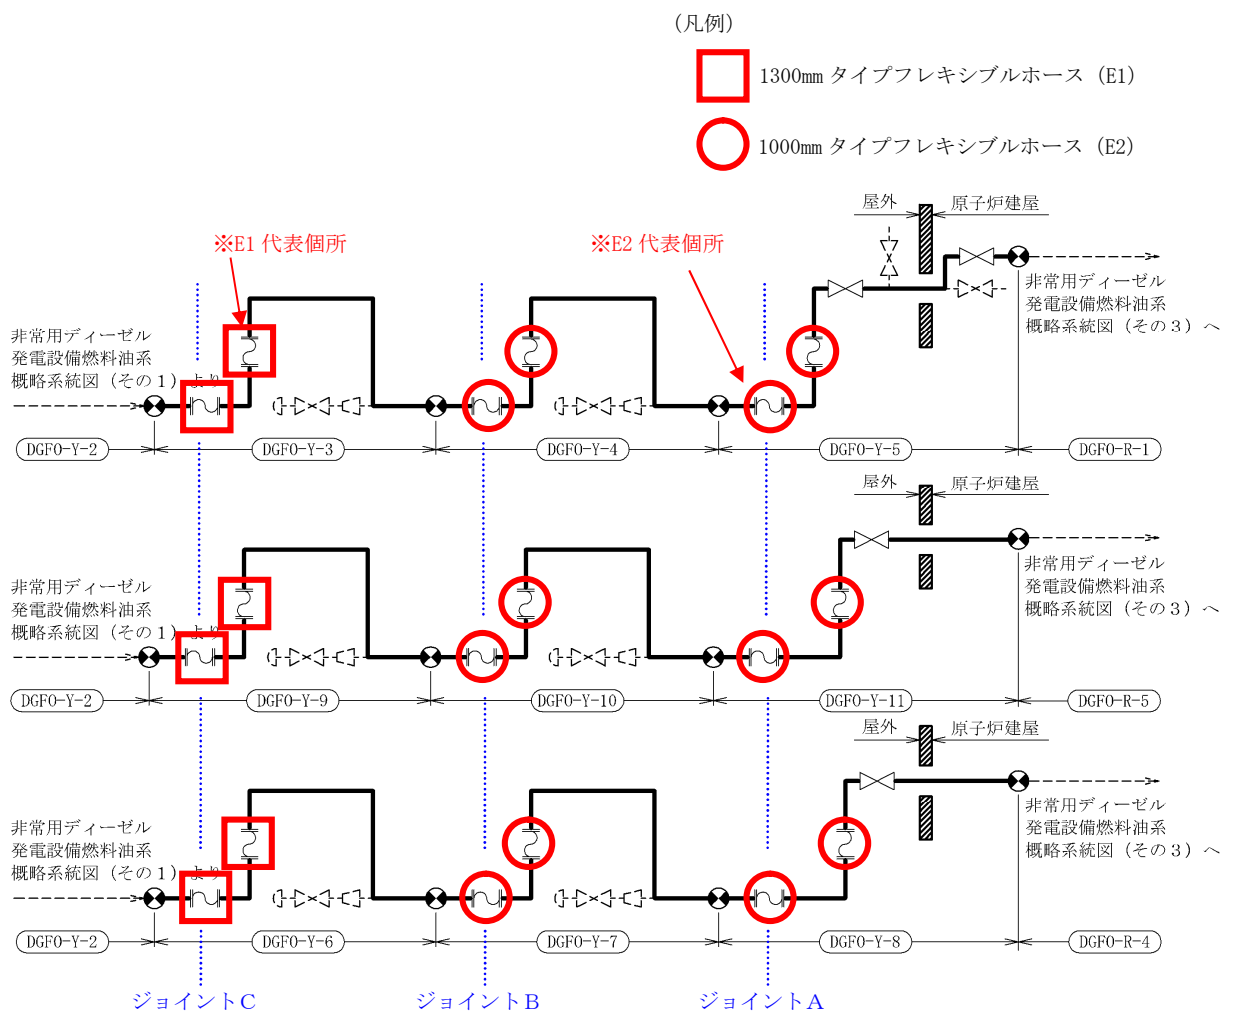 (凡例)
1300mm タイプフレキシブルホース (E1)
1000mm タイプフレキシブルホース (E2)
屋外
原子炉建屋
※E1 代表個所
※E2 代表個所
非常用ディーゼル
発電設備燃料油系
概略系統図（その３）へ
非常用ディーゼル
発電設備燃料油系
概略系統図（その１）より
DGFO-Y-2
DGFO-Y-3
DGFO-Y-4
DGFO-Y-5
DGFO-R-1
屋外
原子炉建屋
非常用ディーゼル
発電設備燃料油系
概略系統図（その３）へ
非常用ディーゼル
発電設備燃料油系
概略系統図（その１）より
DGFO-Y-2
DGFO-Y-9
DGFO-Y-10
DGFO-Y-11
DGFO-R-5
屋外
原子炉建屋
非常用ディーゼル
発電設備燃料油系
概略系統図（その３）へ
非常用ディーゼル
発電設備燃料油系
概略系統図（その１）より
DGFO-Y-2
DGFO-Y-6
DGFO-Y-7
DGFO-Y-8
DGFO-R-4
ジョイントC
ジョイントB
ジョイントA